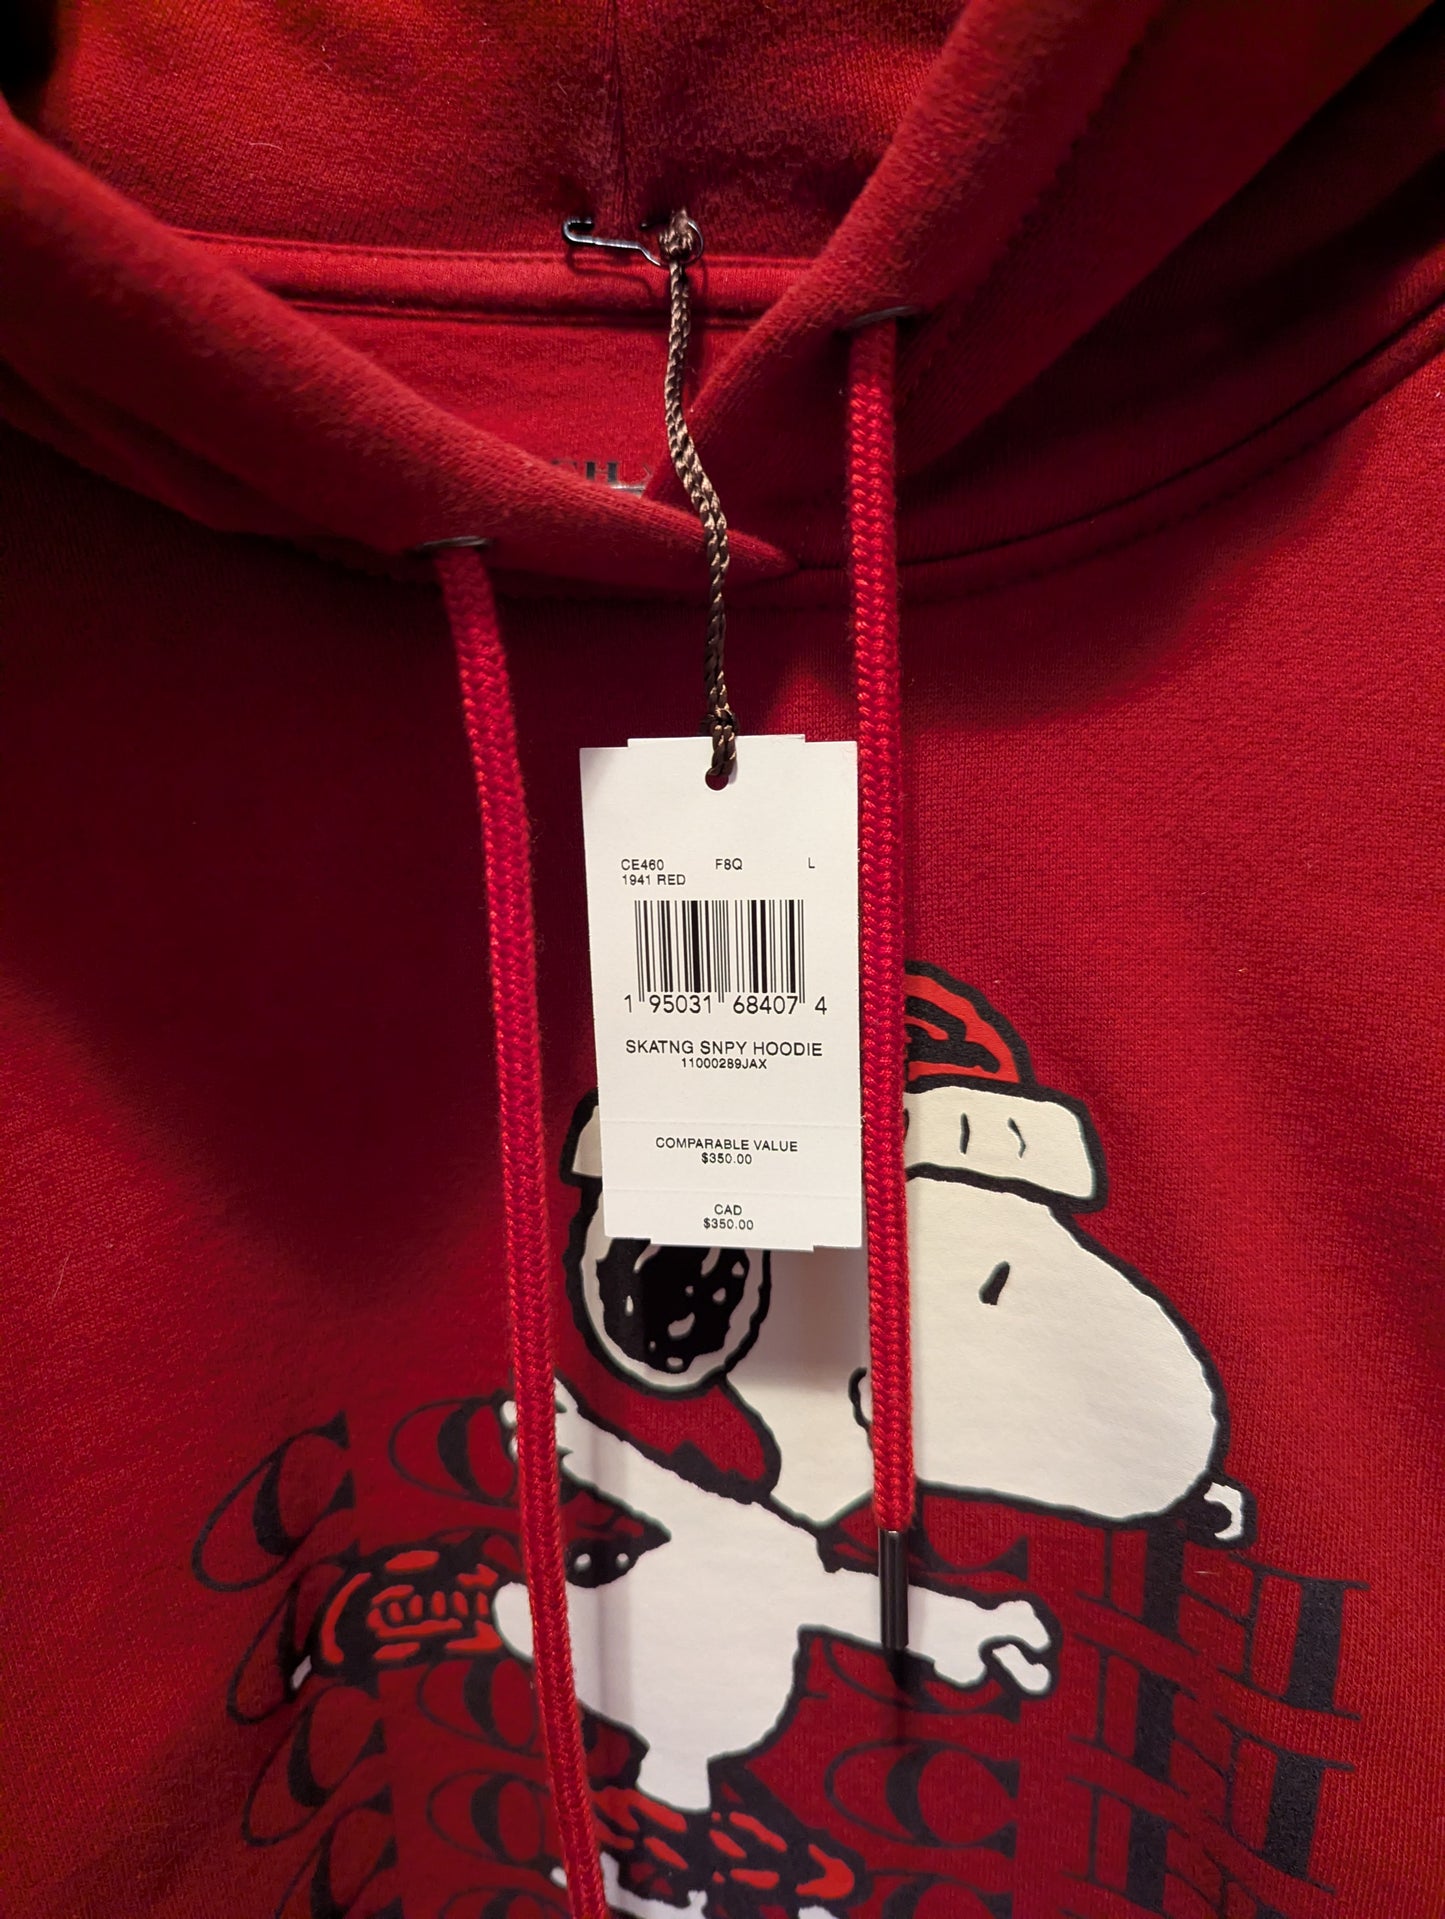 CE460 F8Q L
1941 RED
1 95031 68407 4
SKATNG SNPY HOODIE
11000289JAX
COMPARABLE VALUE
$350.00
CAD
$350.00